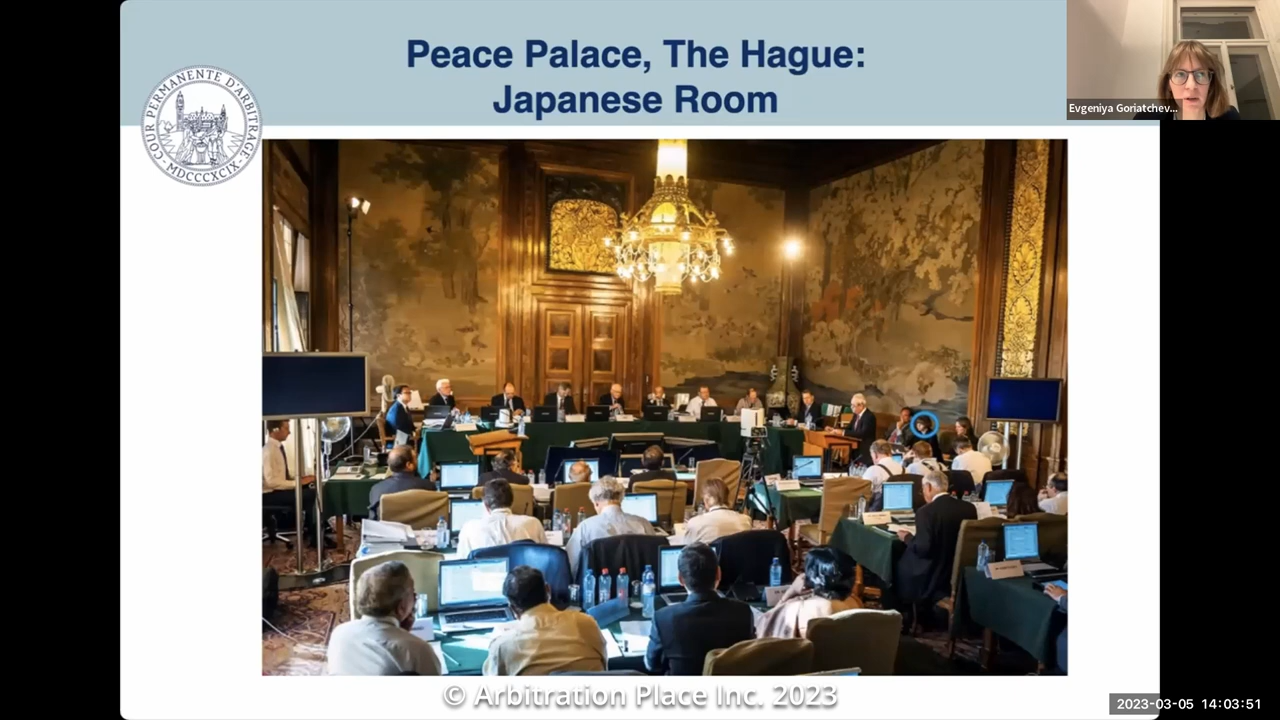 Peace Palace, The Hague:
Japanese Room
COUR PERMANENTE D'ARBITRAGE
MDCCCXCIX
Evgeniya Goriatchev...
© Arbitration Place Inc. 2023
2023-03-05 14:03:51